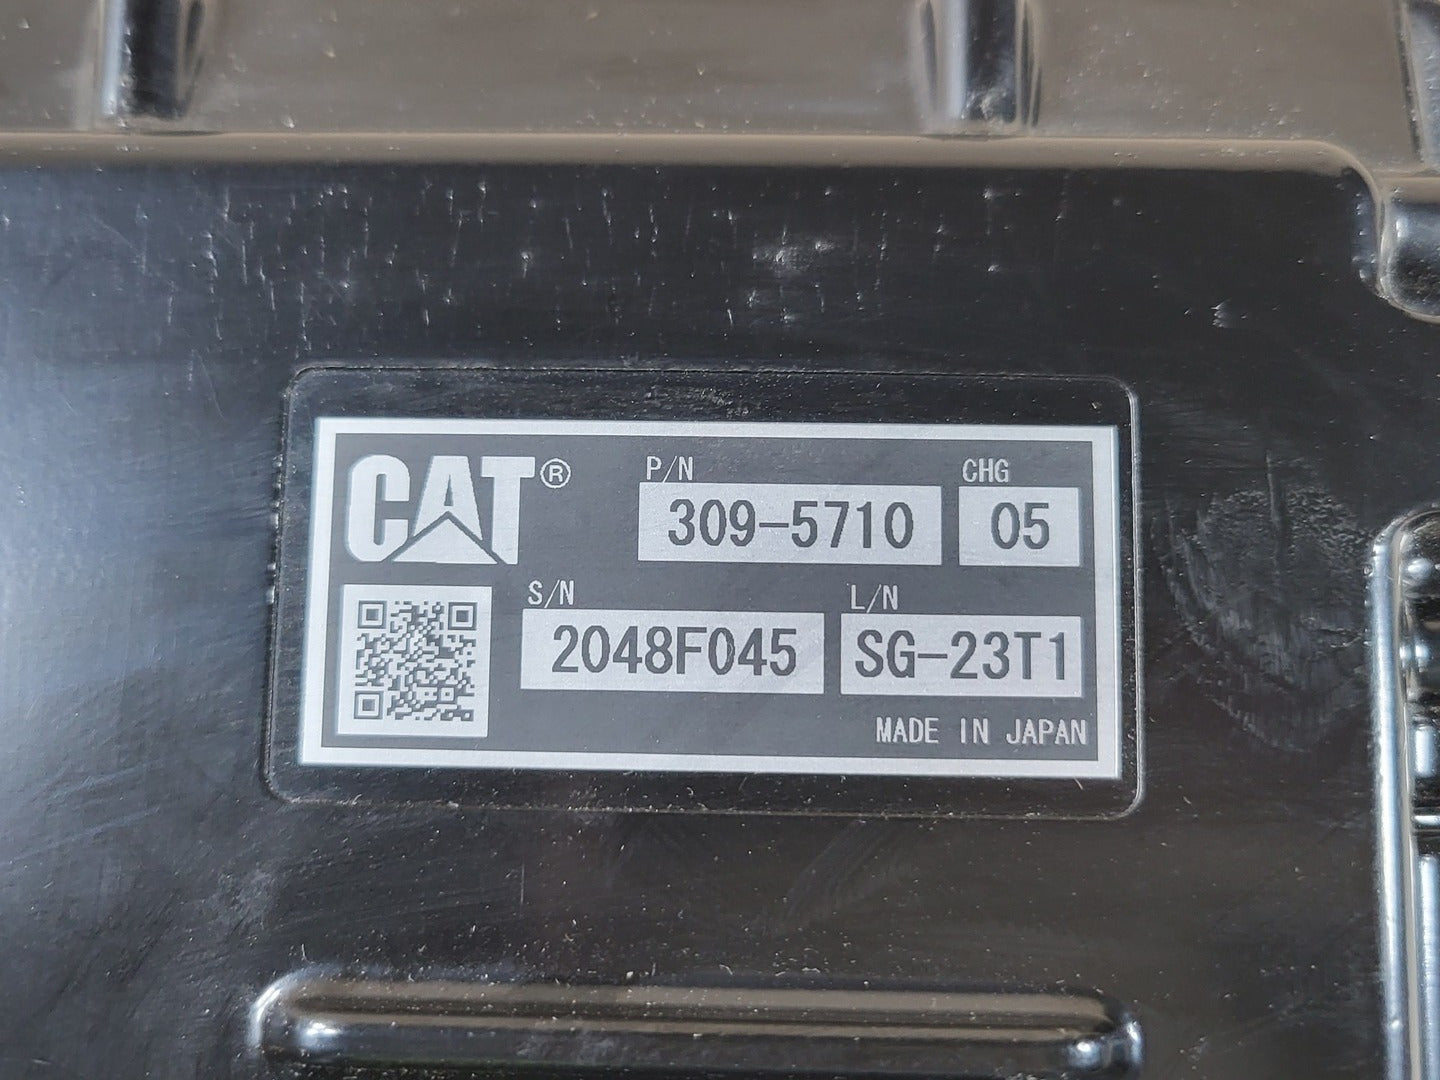 CAT®
P/N CHG
309-5710 05
S/N L/N
2048F045 SG-23T1
MADE IN JAPAN